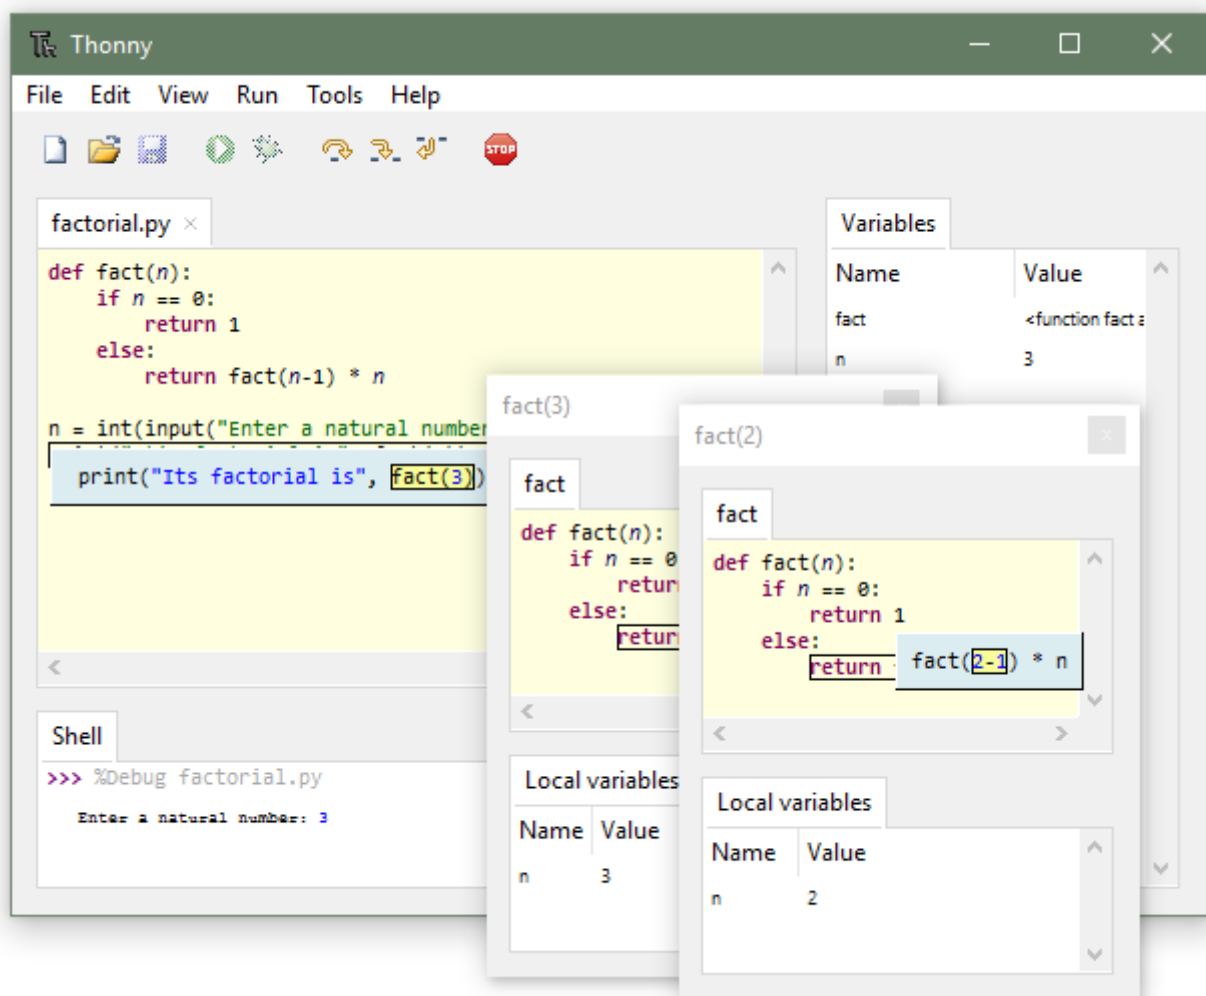 Thonny
File Edit View Run Tools Help
STOP
factorial.py
def fact(n):
    if n == 0:
        return 1
    else:
        return fact(n-1) * n
n = int(input("Enter a natural number
print("Its factorial is", fact(3))
Variables
Name Value
fact <function fact a
n 3
Shell
>>> %Debug factorial.py
Enter a natural number: 3
fact(3)
fact
def fact(n):
    if n == 0
        retur
    else:
        retur
Local variables
Name Value
n 3
fact(2)
x
fact
def fact(n):
    if n == 0:
        return 1
    else:
        return fact(2-1) * n
Local variables
Name Value
n 2